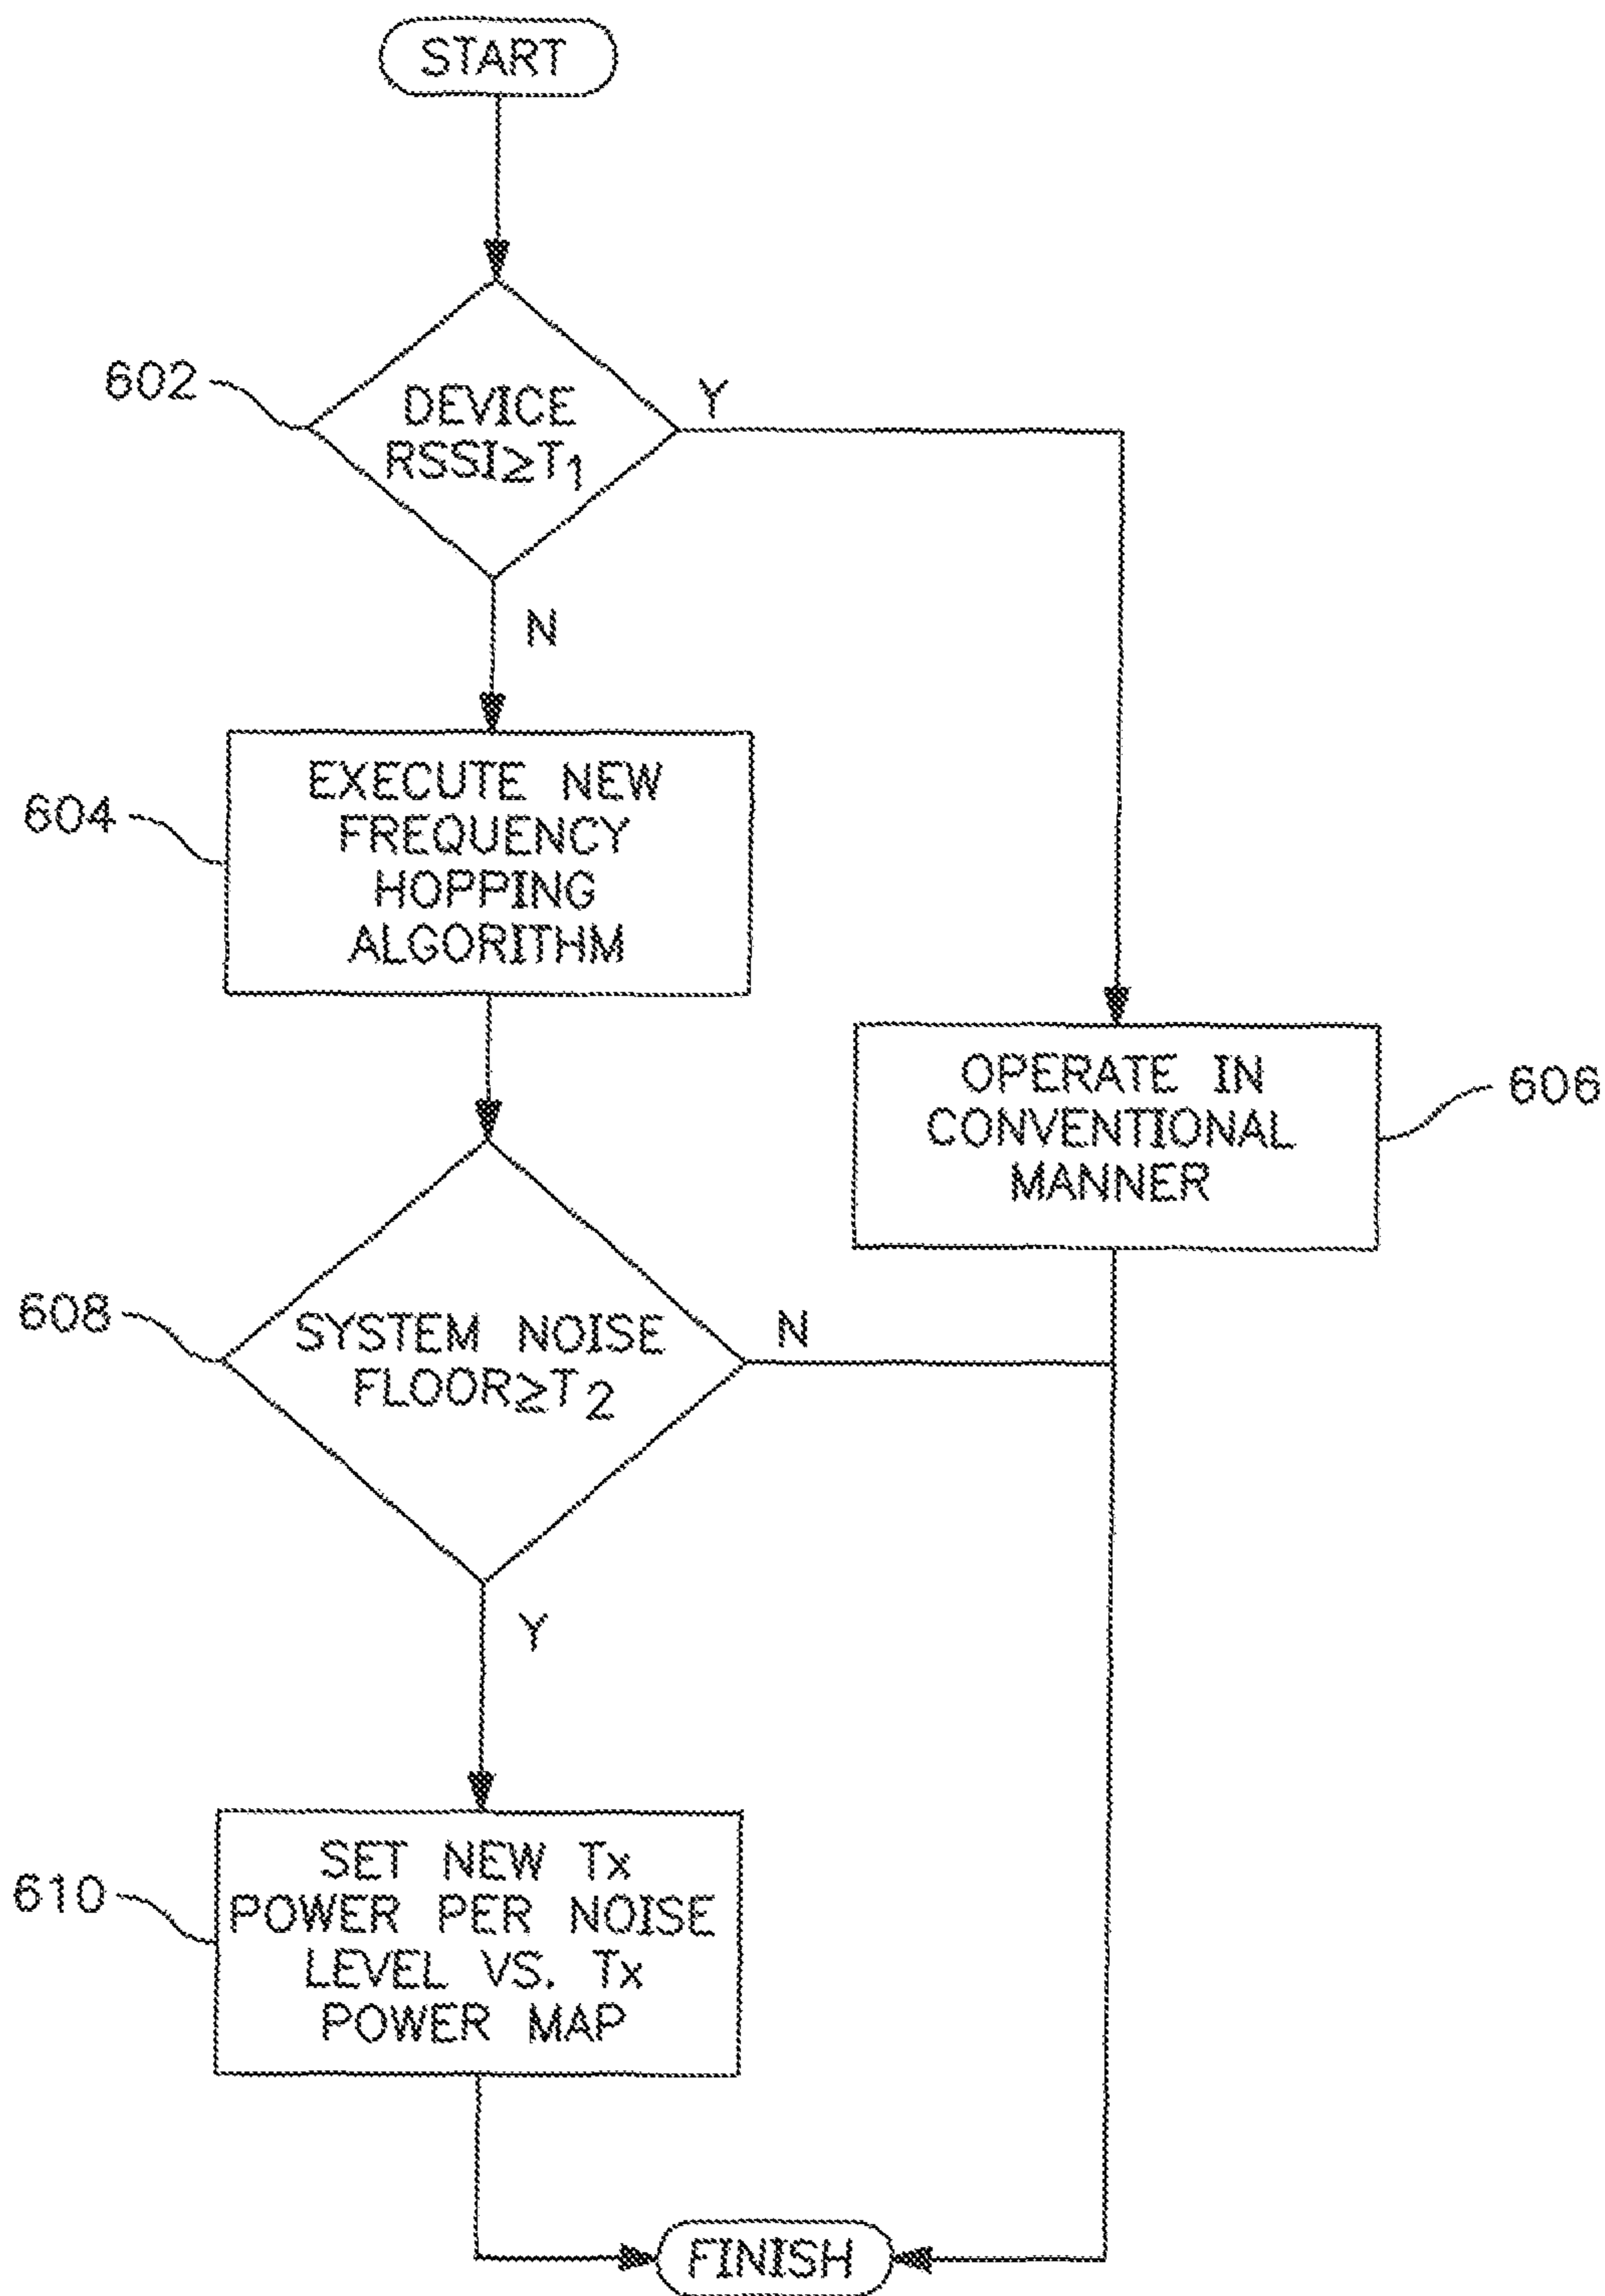 START
602
DEVICE
RSSI≥T1
Y
N
604
EXECUTE NEW
FREQUENCY
HOPPING
ALGORITHM
OPERATE IN
CONVENTIONAL
MANNER
606
608
SYSTEM NOISE
FLOOR≥T2
N
Y
610
SET NEW Tx
POWER PER NOISE
LEVEL VS. Tx
POWER MAP
FINISH